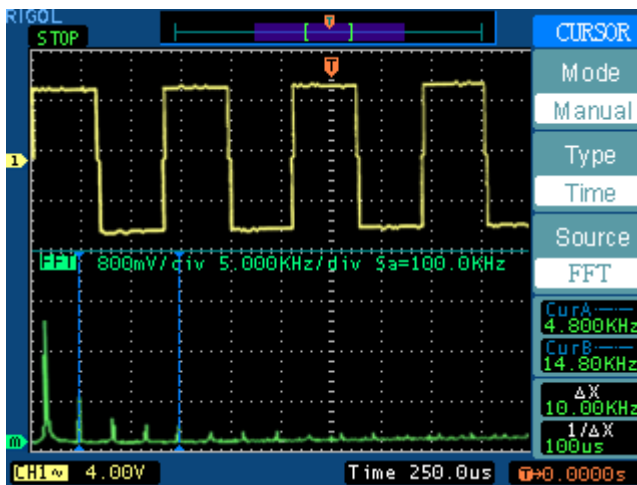 RIGOL
STOP
T
CURSOR
T
Mode
Manual
1
Type
Time
Source
FFT
FFT 800mV/div 5.000KHz/div Sa=100.0KHz
CurA
4.800KHz
CurB
14.80KHz
ΔX
10.00KHz
1/ΔX
100us
m
CH1~ 4.00V Time 250.0us T→0.0000s